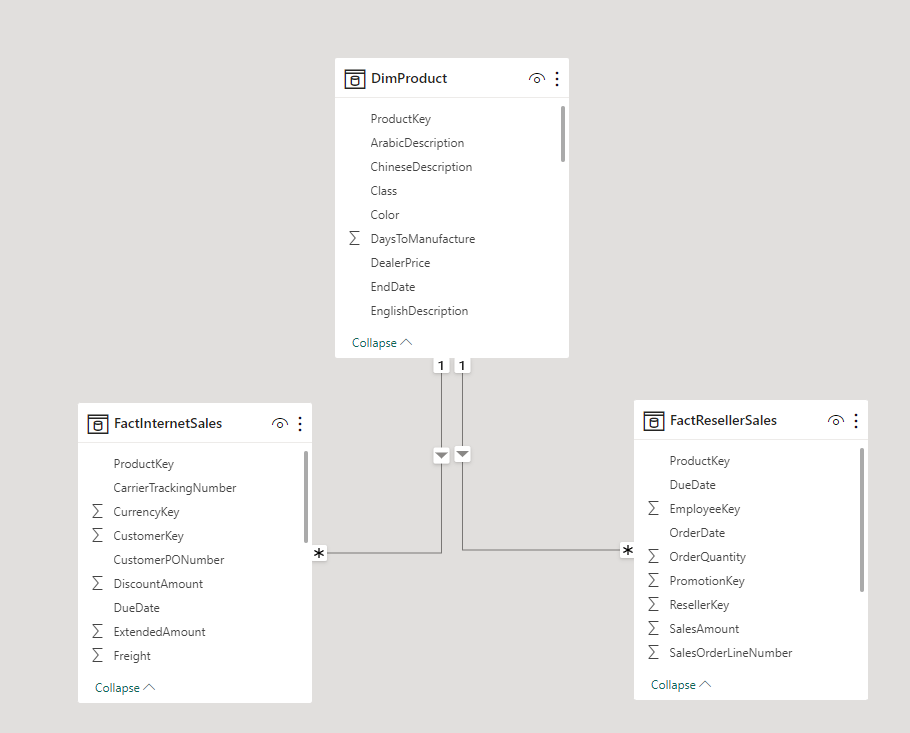 DimProduct
ProductKey
ArabicDescription
ChineseDescription
Class
Color
DaysToManufacture
DealerPrice
EndDate
EnglishDescription
Collapse
1 1
FactInternetSales
ProductKey
CarrierTrackingNumber
CurrencyKey
CustomerKey
CustomerPONumber
DiscountAmount
DueDate
ExtendedAmount
Freight
Collapse
*
FactResellerSales
ProductKey
DueDate
EmployeeKey
OrderDate
OrderQuantity
PromotionKey
ResellerKey
SalesAmount
SalesOrderLineNumber
Collapse
*